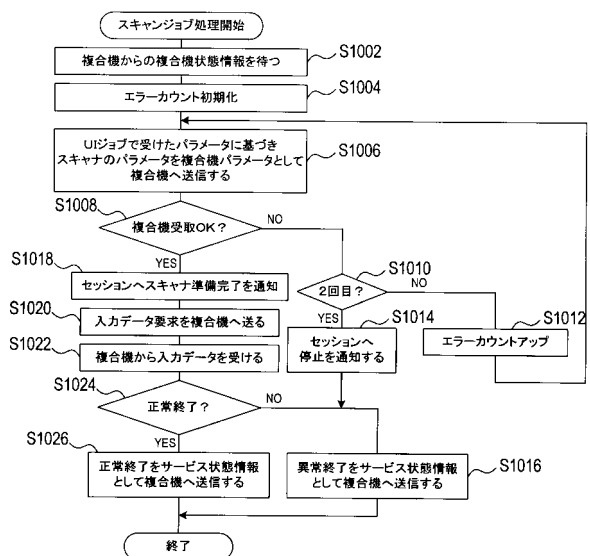 スキャンジョブ処理開始
S1002
複合機からの複合機状態情報を待つ
S1004
エラーカウント初期化
UIジョブで受けたパラメータに基づき
スキャナのパラメータを複合機パラメータとして
複合機へ送信する
S1006
S1008
複合機受取OK?
NO
YES
S1018
セッションへスキャナ準備完了を通知
S1010
2回目?
NO
YES
S1020
入力データ要求を複合機へ送る
S1014
セッションへ
停止を通知する
S1012
エラーカウントアップ
S1022
複合機から入力データを受ける
S1024
正常終了?
NO
YES
S1026
正常終了をサービス状態情報
として複合機へ送信する
異常終了をサービス状態情報
として複合機へ送信する
S1016
終了